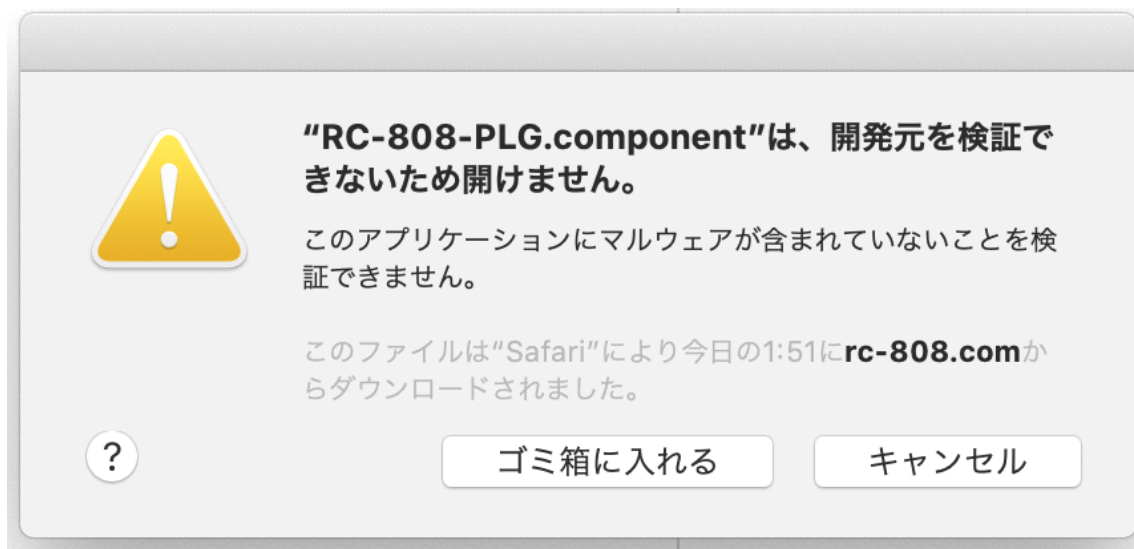 “RC-808-PLG.component”は、開発元を検証で
きないため開けません。
このアプリケーションにマルウェアが含まれていないことを検
証できません。
このファイルは“Safari”により今日の1:51にrc-808.comか
らダウンロードされました。
?
ゴミ箱に入れる
キャンセル